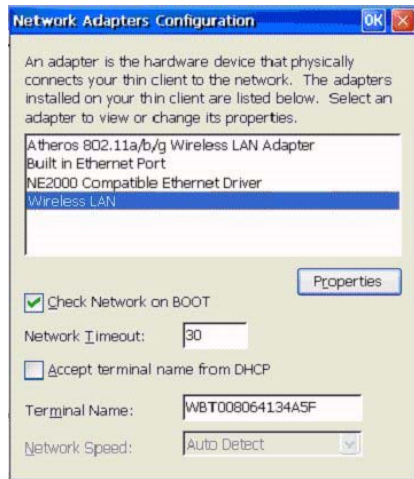 Network Adapters Configuration OK
An adapter is the hardware device that physically
connects your thin client to the network. The adapters
installed on your thin client are listed below. Select an
adapter to view or change its properties.
Atheros 802.11a/b/g Wireless LAN Adapter
Built in Ethernet Port
NE2000 Compatible Ethernet Driver
Wireless LAN
Properties
Check Network on BOOT
Network Timeout: 30
Accept terminal name from DHCP
Terminal Name: WBT008064134A5F
Network Speed: Auto Detect